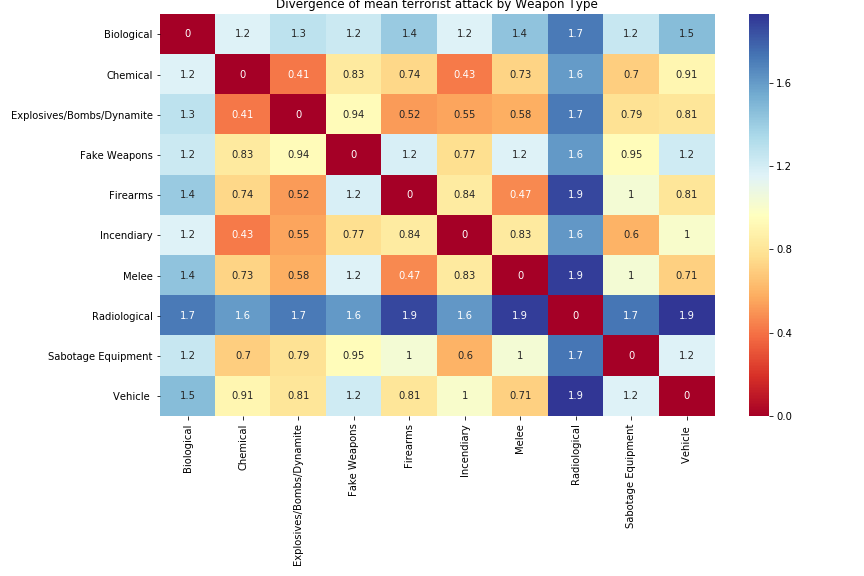 Divergence of mean terrorist attack by Weapon Type
Biological 0 1.2 1.3 1.2 1.4 1.2 1.4 1.7 1.2 1.5
Chemical 1.2 0 0.41 0.83 0.74 0.43 0.73 1.6 0.7 0.91
Explosives/Bombs/Dynamite 1.3 0.41 0 0.94 0.52 0.55 0.58 1.7 0.79 0.81
Fake Weapons 1.2 0.83 0.94 0 1.2 0.77 1.2 1.6 0.95 1.2
Firearms 1.4 0.74 0.52 1.2 0 0.84 0.47 1.9 1 0.81
Incendiary 1.2 0.43 0.55 0.77 0.84 0 0.83 1.6 0.6 1
Melee 1.4 0.73 0.58 1.2 0.47 0.83 0 1.9 1 0.71
Radiological 1.7 1.6 1.7 1.6 1.9 1.6 1.9 0 1.7 1.9
Sabotage Equipment 1.2 0.7 0.79 0.95 1 0.6 1 1.7 0 1.2
Vehicle 1.5 0.91 0.81 1.2 0.81 1 0.71 1.9 1.2 0
Biological
Chemical
Explosives/Bombs/Dynamite
Fake Weapons
Firearms
Incendiary
Melee
Radiological
Sabotage Equipment
Vehicle
1.6
1.2
0.8
0.4
0.0